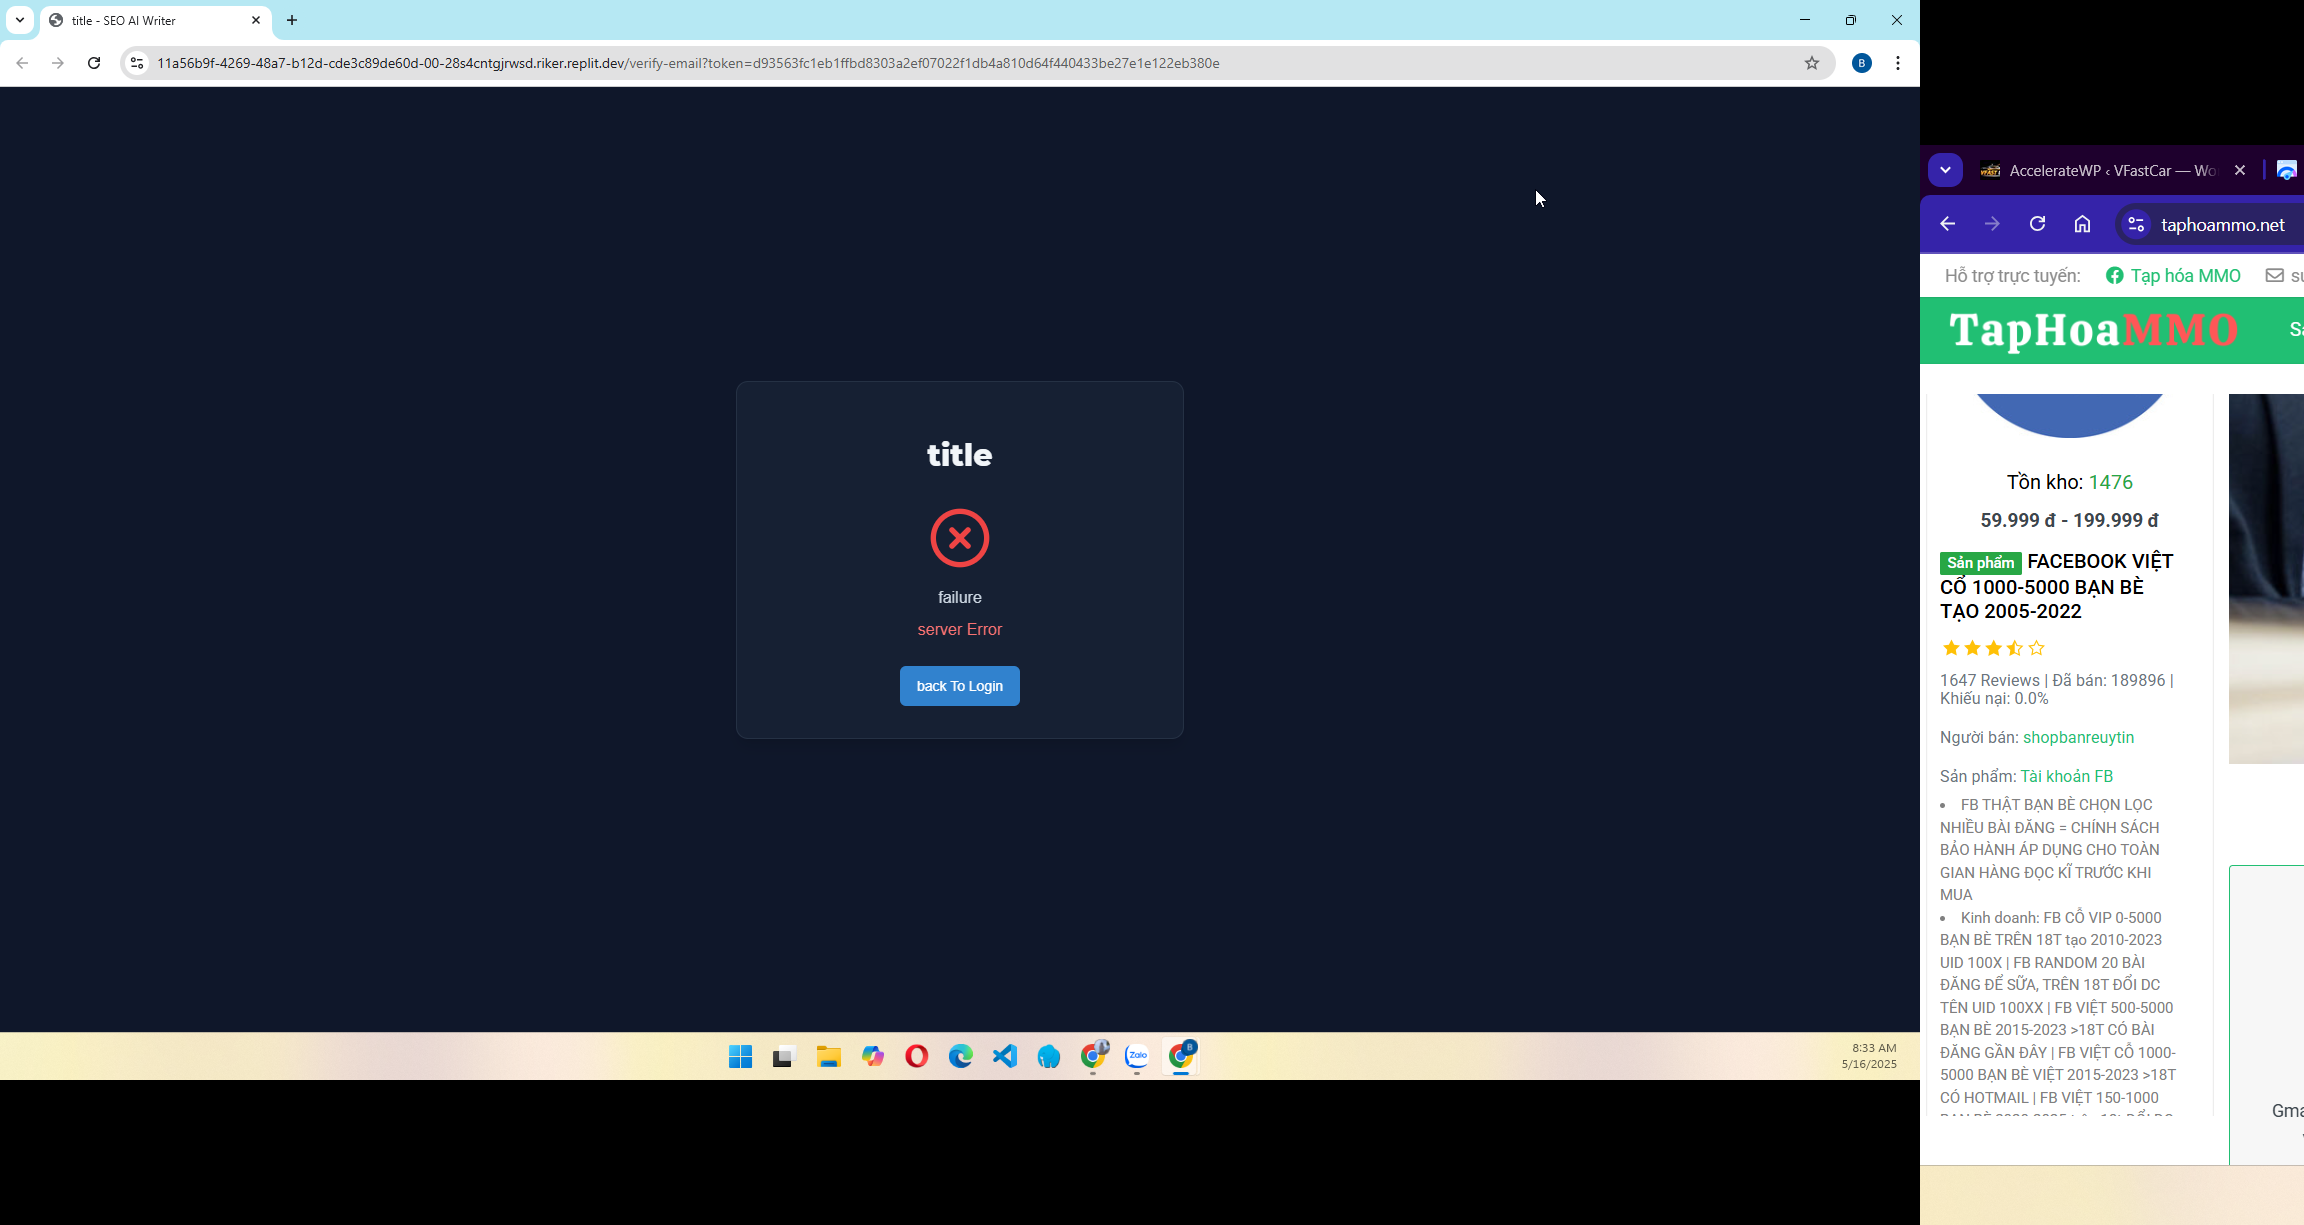 title - SEO AI Writer
11a56b9f-4269-48a7-b12d-cde3c89de60d-00-28s4cntgjrwsd.riker.replit.dev/verify-email?token=d93563fc1eb1ffbd8303a2ef07022f1db4a810d64f440433be27e1e122eb380e
B
title
failure
server Error
back To Login
Zalo
B
8:33 AM
5/16/2025
AccelerateWP ‹ VFastCar — Wo
taphoammo.net
Hỗ trợ trực tuyến: Tạp hóa MMO
TapHoaMMO
Tồn kho: 1476
59.999 đ - 199.999 đ
Sản phẩm FACEBOOK VIỆT
CỔ 1000-5000 BẠN BÈ
TẠO 2005-2022
1647 Reviews | Đã bán: 189896 |
Khiếu nại: 0.0%
Người bán: shopbanreuytin
Sản phẩm: Tài khoản FB
• FB THẬT BẠN BÈ CHỌN LỌC
NHIỀU BÀI ĐĂNG = CHÍNH SÁCH
BẢO HÀNH ÁP DỤNG CHO TOÀN
GIAN HÀNG ĐỌC KĨ TRƯỚC KHI
MUA
• Kinh doanh: FB CỔ VIP 0-5000
BẠN BÈ TRÊN 18T tạo 2010-2023
UID 100X | FB RANDOM 20 BÀI
ĐĂNG ĐỂ SỮA, TRÊN 18T ĐỔI DC
TÊN UID 100XX | FB VIỆT 500-5000
BẠN BÈ 2015-2023 >18T CÓ BÀI
ĐĂNG GẦN ĐÂY | FB VIỆT CỔ 1000-
5000 BẠN BÈ VIỆT 2015-2023 >18T
CÓ HOTMAIL | FB VIỆT 150-1000